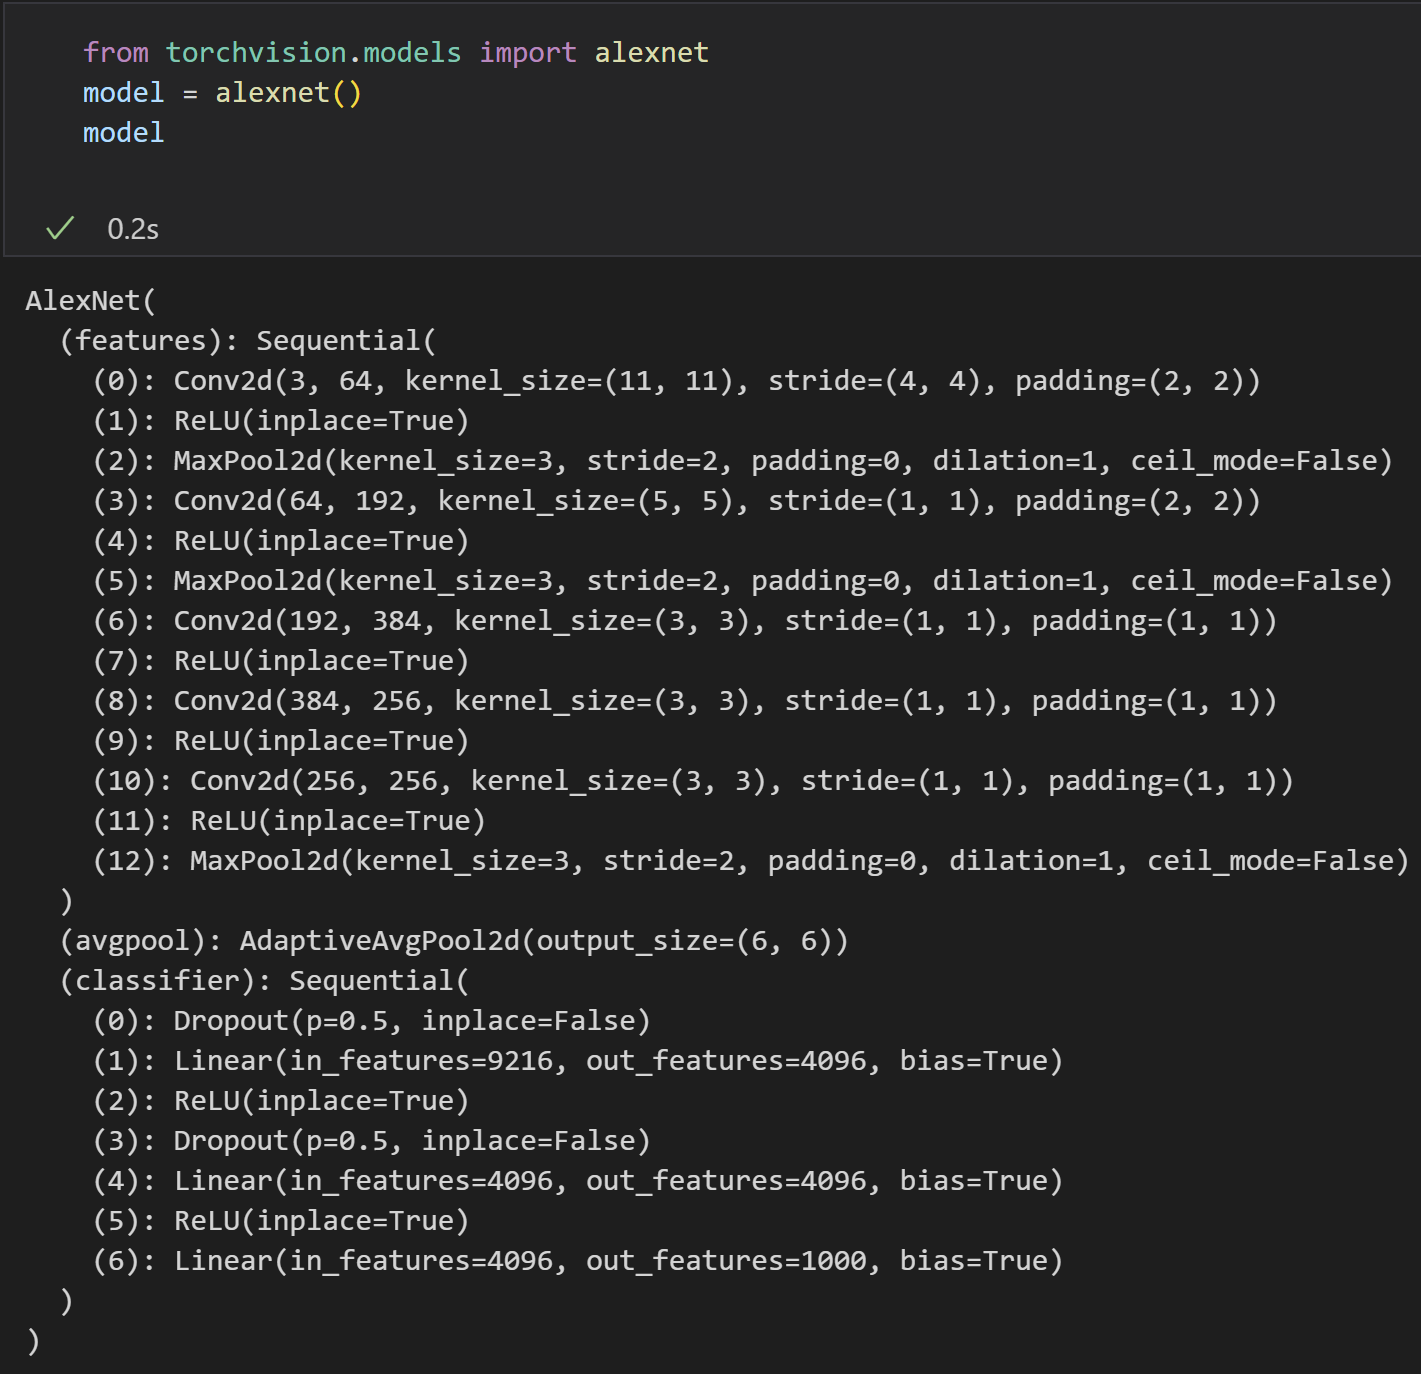 from torchvision.models import alexnet
model = alexnet()
model
0.2s
AlexNet(
  (features): Sequential(
    (0): Conv2d(3, 64, kernel_size=(11, 11), stride=(4, 4), padding=(2, 2))
    (1): ReLU(inplace=True)
    (2): MaxPool2d(kernel_size=3, stride=2, padding=0, dilation=1, ceil_mode=False)
    (3): Conv2d(64, 192, kernel_size=(5, 5), stride=(1, 1), padding=(2, 2))
    (4): ReLU(inplace=True)
    (5): MaxPool2d(kernel_size=3, stride=2, padding=0, dilation=1, ceil_mode=False)
    (6): Conv2d(192, 384, kernel_size=(3, 3), stride=(1, 1), padding=(1, 1))
    (7): ReLU(inplace=True)
    (8): Conv2d(384, 256, kernel_size=(3, 3), stride=(1, 1), padding=(1, 1))
    (9): ReLU(inplace=True)
    (10): Conv2d(256, 256, kernel_size=(3, 3), stride=(1, 1), padding=(1, 1))
    (11): ReLU(inplace=True)
    (12): MaxPool2d(kernel_size=3, stride=2, padding=0, dilation=1, ceil_mode=False)
  )
  (avgpool): AdaptiveAvgPool2d(output_size=(6, 6))
  (classifier): Sequential(
    (0): Dropout(p=0.5, inplace=False)
    (1): Linear(in_features=9216, out_features=4096, bias=True)
    (2): ReLU(inplace=True)
    (3): Dropout(p=0.5, inplace=False)
    (4): Linear(in_features=4096, out_features=4096, bias=True)
    (5): ReLU(inplace=True)
    (6): Linear(in_features=4096, out_features=1000, bias=True)
  )
)